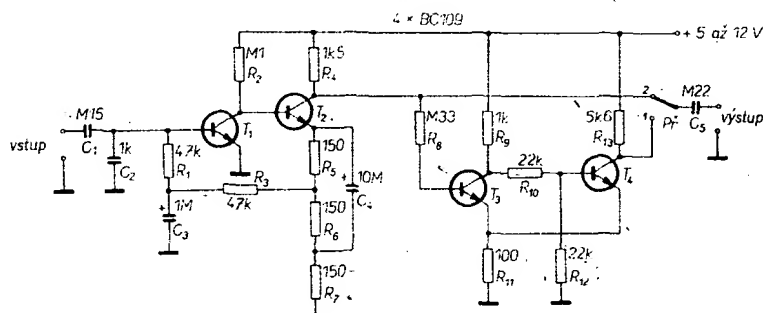 4 × BC109
+ 5 až 12 V
M1
R2
1k5
R4
M15
C1
vstup
1k
C2
T1
T2
47k
R1
R3
47k
1M
C3
150
R5
10M
C4
150
R6
150
R7
M33
R8
1k
R9
22k
R10
T3
T4
100
R11
22k
R12
5k6
R13
2
1
Př
M22
C5
výstup